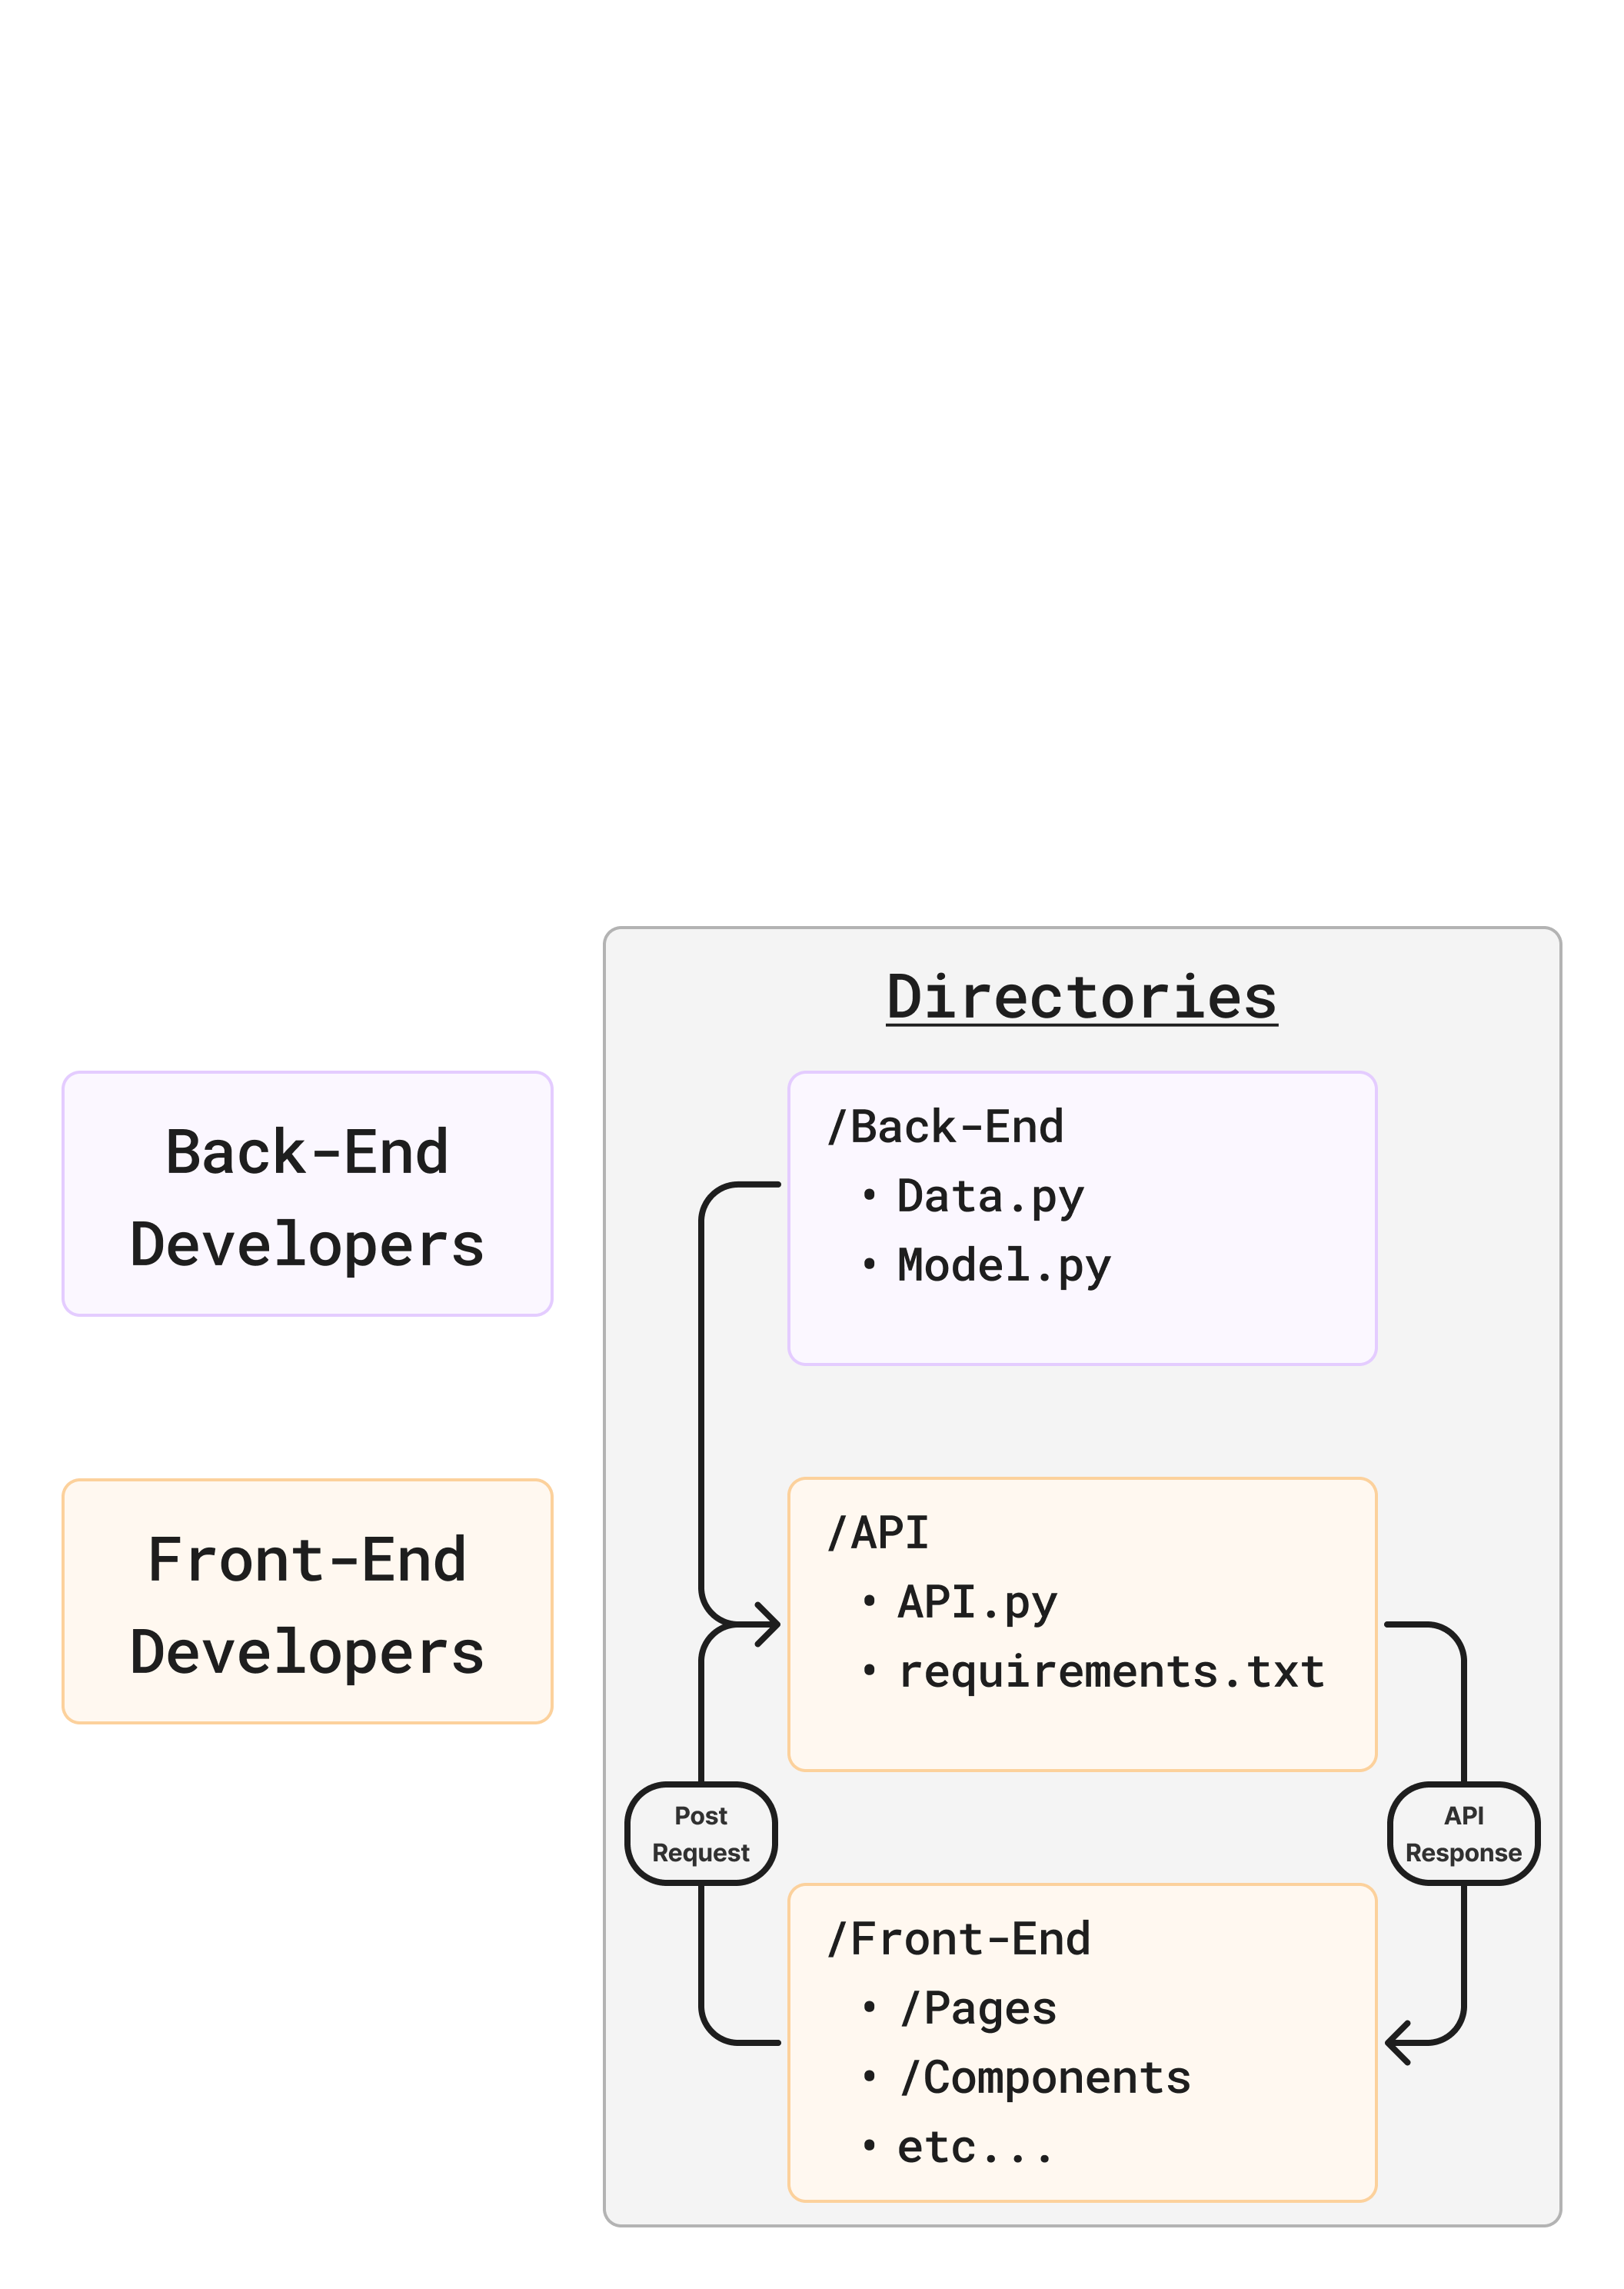 Directories
Back-End
Developers
/Back-End
• Data.py
• Model.py
Front-End
Developers
/API
• API.py
• requirements.txt
Post
Request
API
Response
/Front-End
• /Pages
• /Components
• etc...